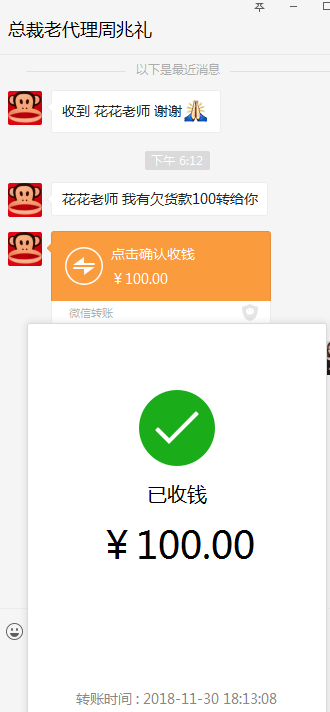 总裁老代理周兆礼
以下是最近消息
收到 花花老师 谢谢🙏
下午 6:12
花花老师 我有欠货款100转给你
点击确认收钱
￥100.00
微信转账
已收钱
￥100.00
转账时间：2018-11-30 18:13:08